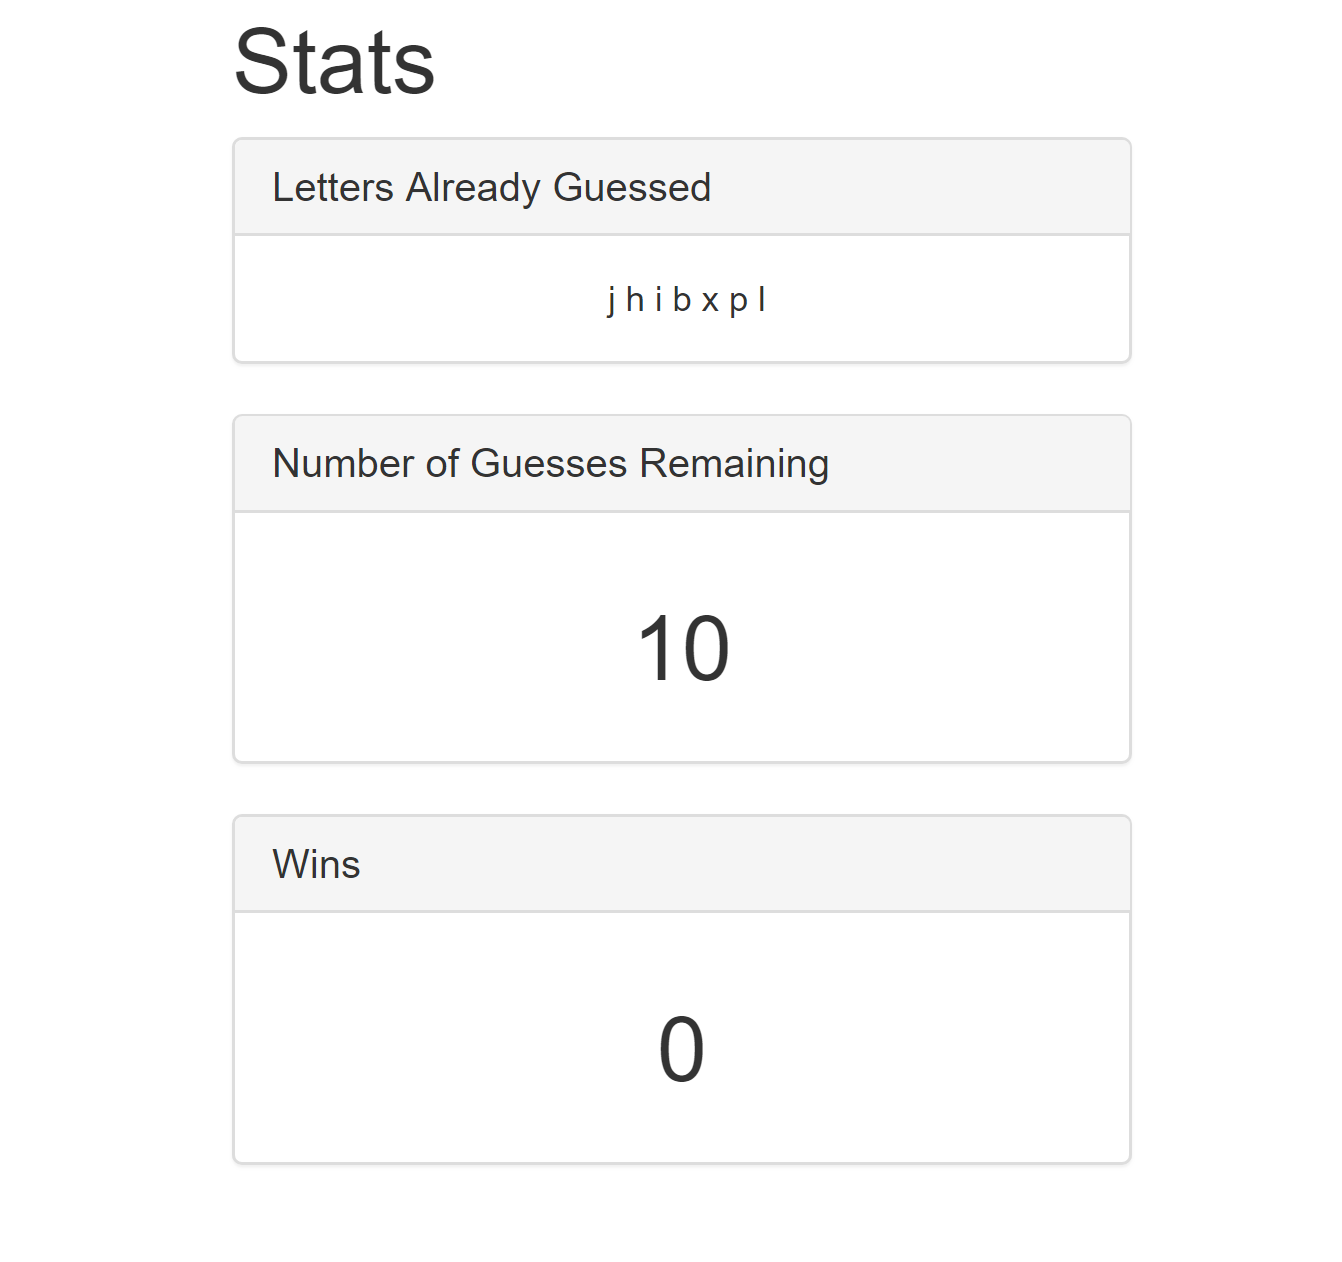 Stats
Letters Already Guessed
j h i b x p l
Number of Guesses Remaining
10
Wins
0